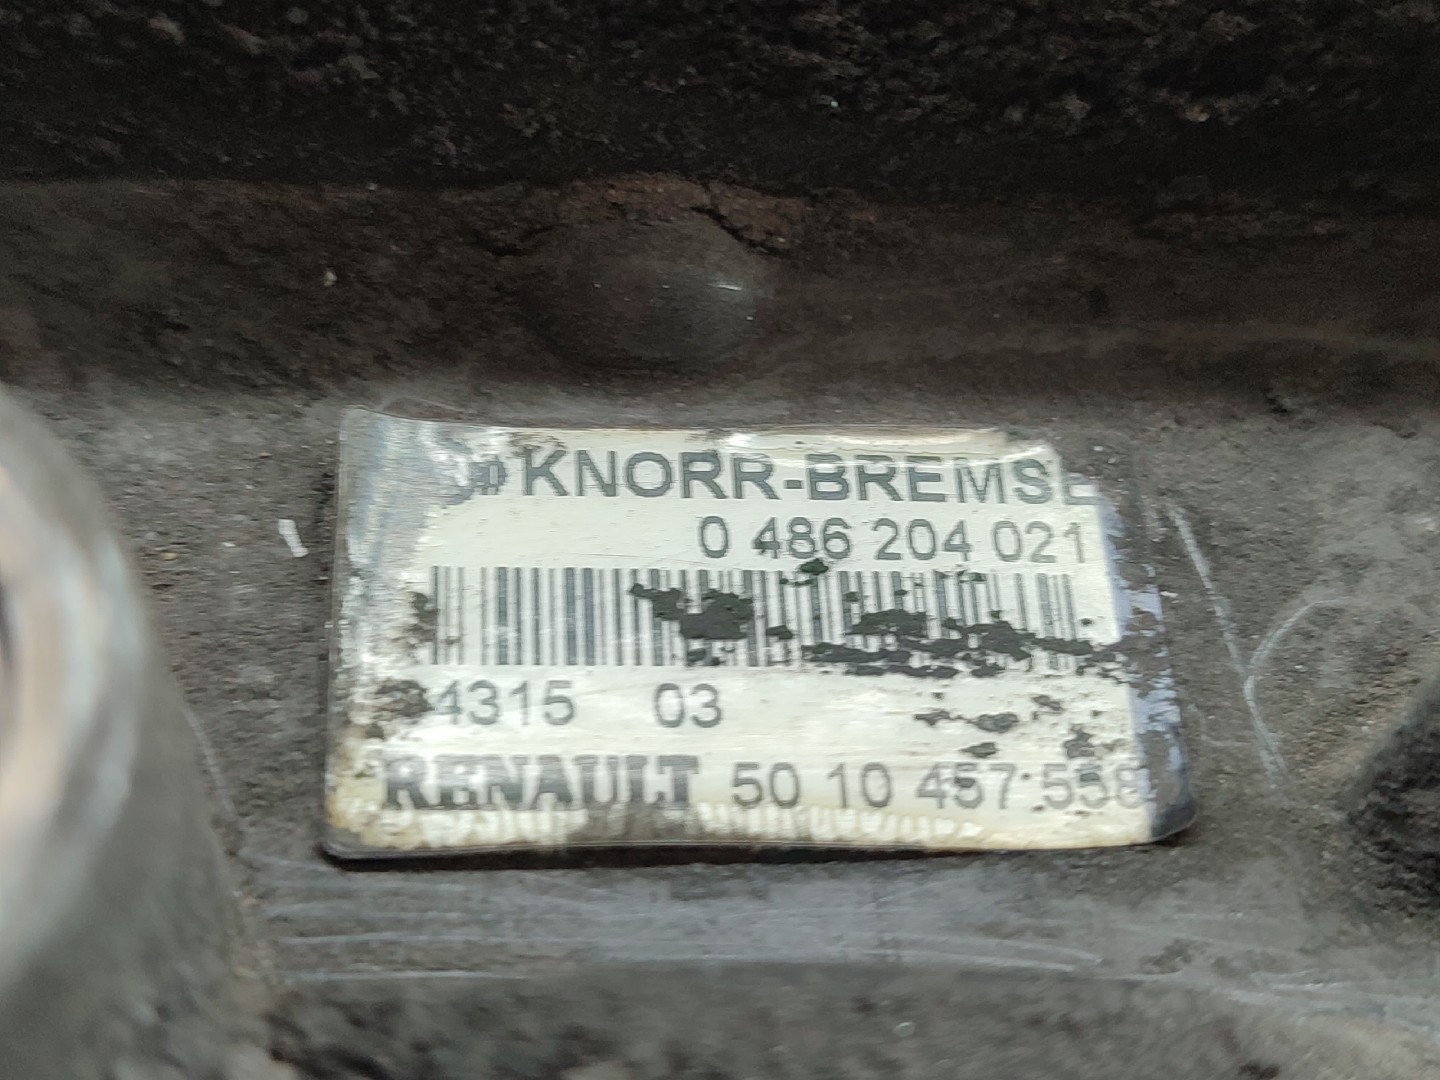 KNORR-BREMSE
0 486 204 021
4315 03
RENAULT 50 10 457 558